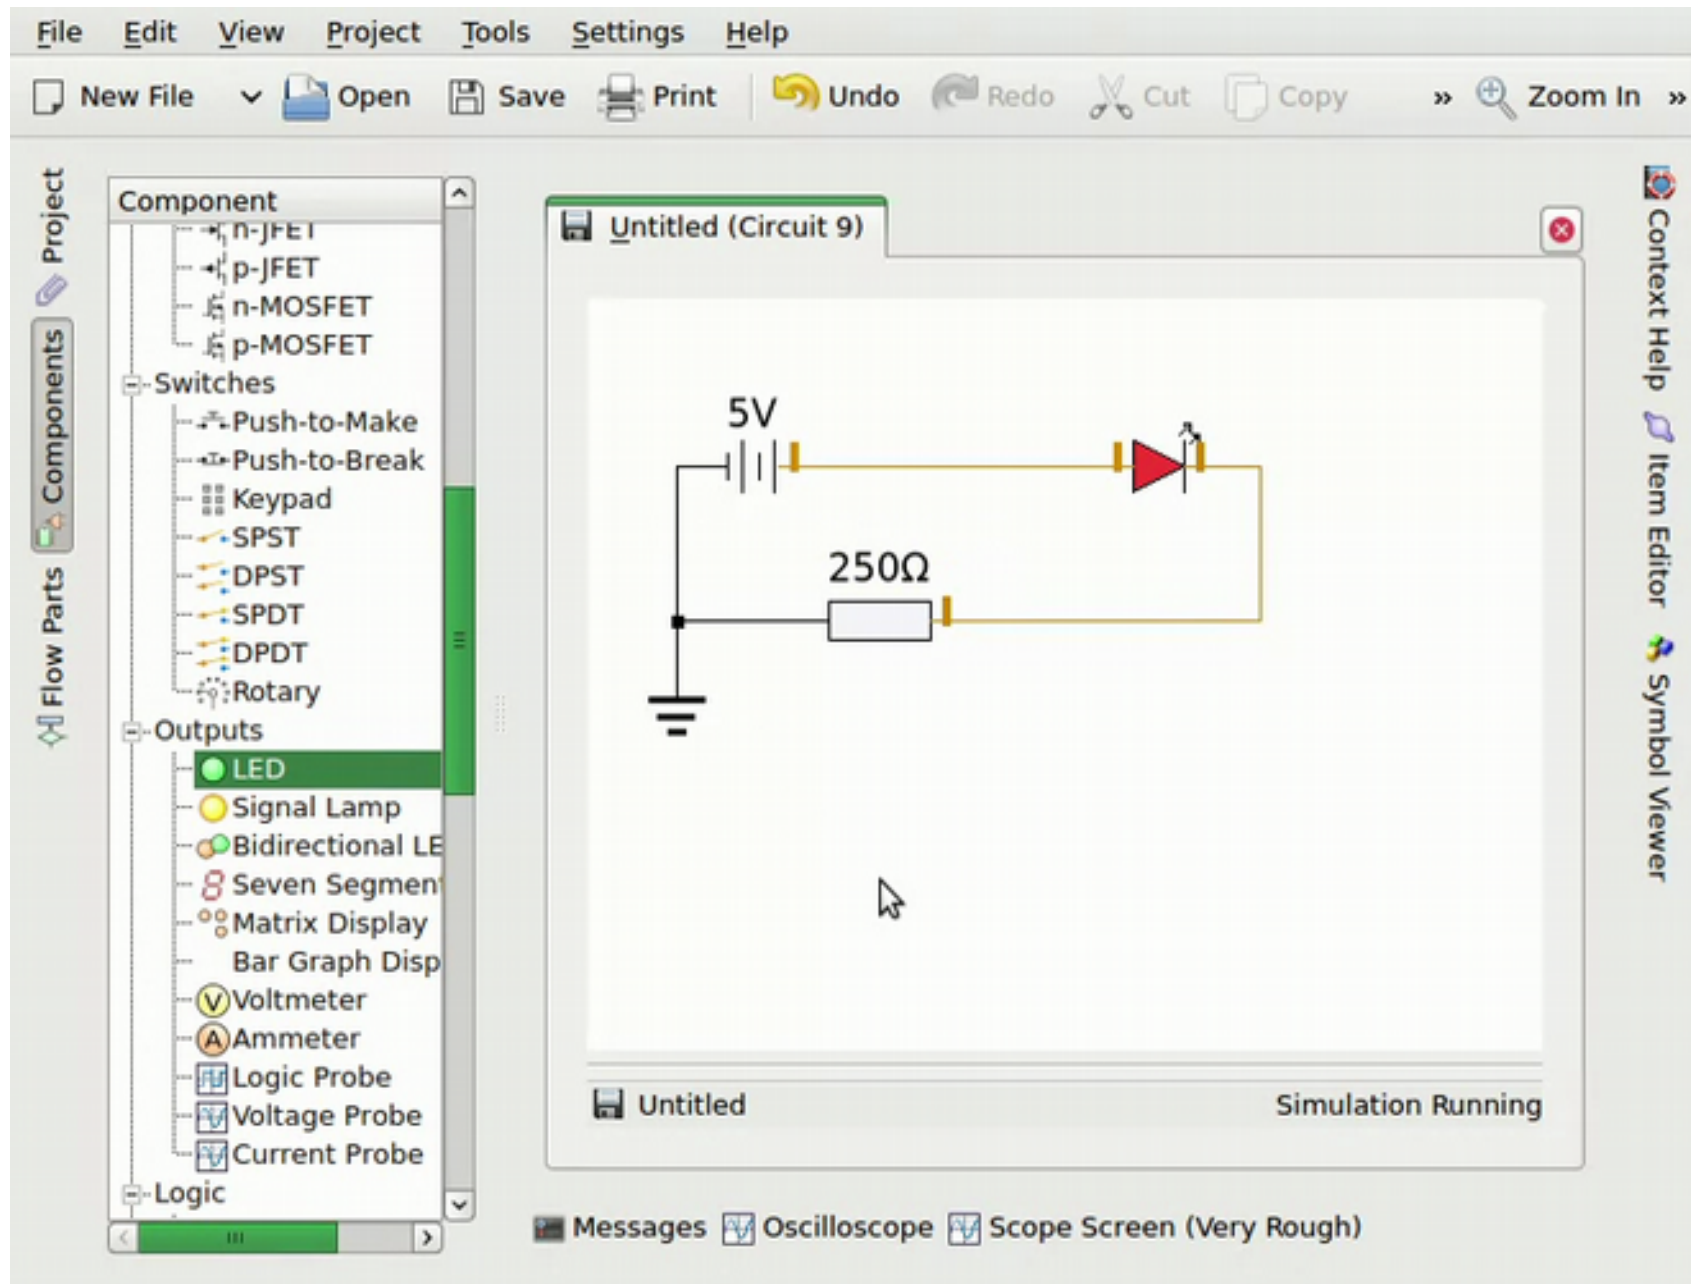 File Edit View Project Tools Settings Help
New File Open Save Print Undo Redo Cut Copy » Zoom In »
Project
Components
Flow Parts
Component
n-JFET
p-JFET
n-MOSFET
p-MOSFET
Switches
Push-to-Make
Push-to-Break
Keypad
SPST
DPST
SPDT
DPDT
Rotary
Outputs
LED
Signal Lamp
Bidirectional LE
Seven Segmen
Matrix Display
Bar Graph Disp
V Voltmeter
A Ammeter
Logic Probe
Voltage Probe
Current Probe
Logic
Untitled (Circuit 9)
5V
250Ω
Untitled Simulation Running
Messages Oscilloscope Scope Screen (Very Rough)
Context Help
Item Editor
Symbol Viewer